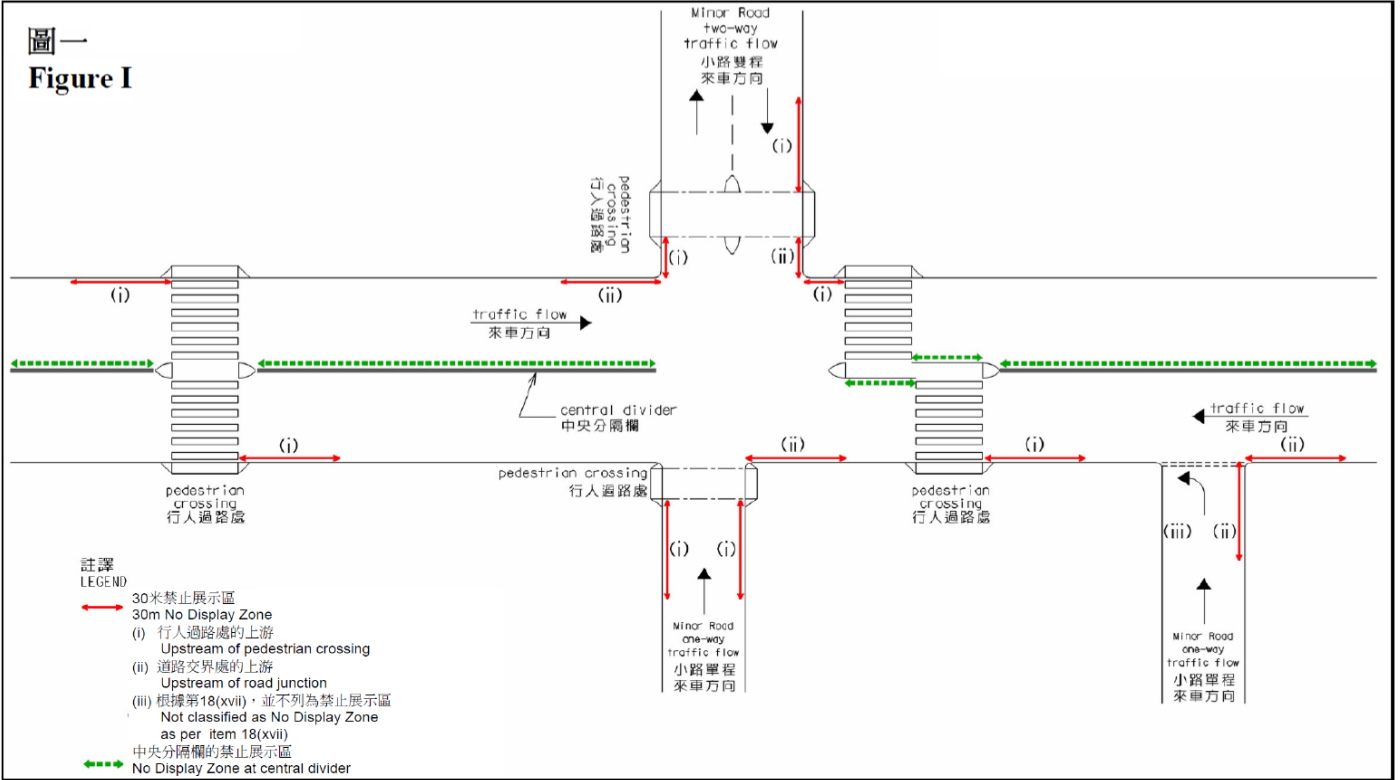 圖一
Figure I
Minor Road
two-way
traffic flow
小路雙程
來車方向
(i)
pedestrian
crossing
行人過路處
(i)
(ii)
(i)
(ii)
(i)
traffic flow
來車方向
central divider
中央分隔欄
traffic flow
來車方向
(i)
(ii)
(i)
(ii)
pedestrian crossing
行人過路處
pedestrian
crossing
行人過路處
pedestrian
crossing
行人過路處
(iii)
(ii)
(i)
(i)
Minor Road
one-way
traffic flow
小路單程
來車方向
Minor Road
one-way
traffic flow
小路單程
來車方向
註譯
LEGEND
30米禁止展示區
30m No Display Zone
(i) 行人過路處的上游
Upstream of pedestrian crossing
(ii) 道路交界處的上游
Upstream of road junction
(iii) 根據第18(xvii)，並不列為禁止展示區
Not classified as No Display Zone
as per item 18(xvii)
中央分隔欄的禁止展示區
No Display Zone at central divider